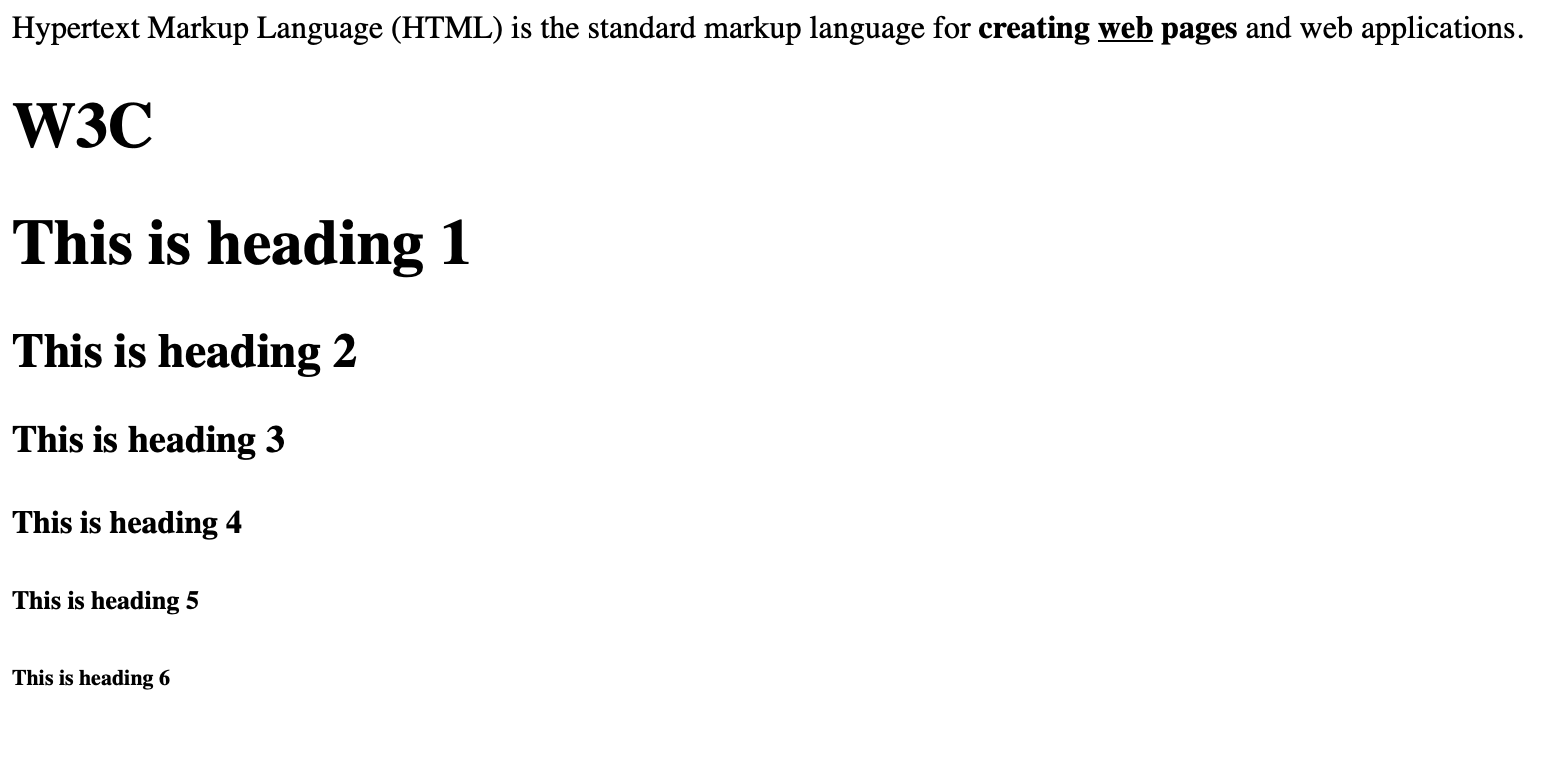 Hypertext Markup Language (HTML) is the standard markup language for creating web pages and web applications.
W3C
This is heading 1
This is heading 2
This is heading 3
This is heading 4
This is heading 5
This is heading 6